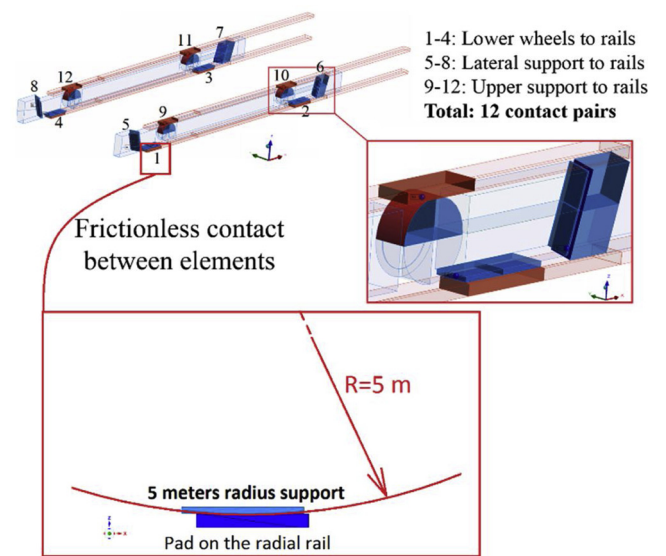 7
11
8
12
3
10
6
4
9
5
2
1
1-4: Lower wheels to rails
5-8: Lateral support to rails
9-12: Upper support to rails
Total: 12 contact pairs
Frictionless contact
between elements
R=5 m
5 meters radius support
Pad on the radial rail